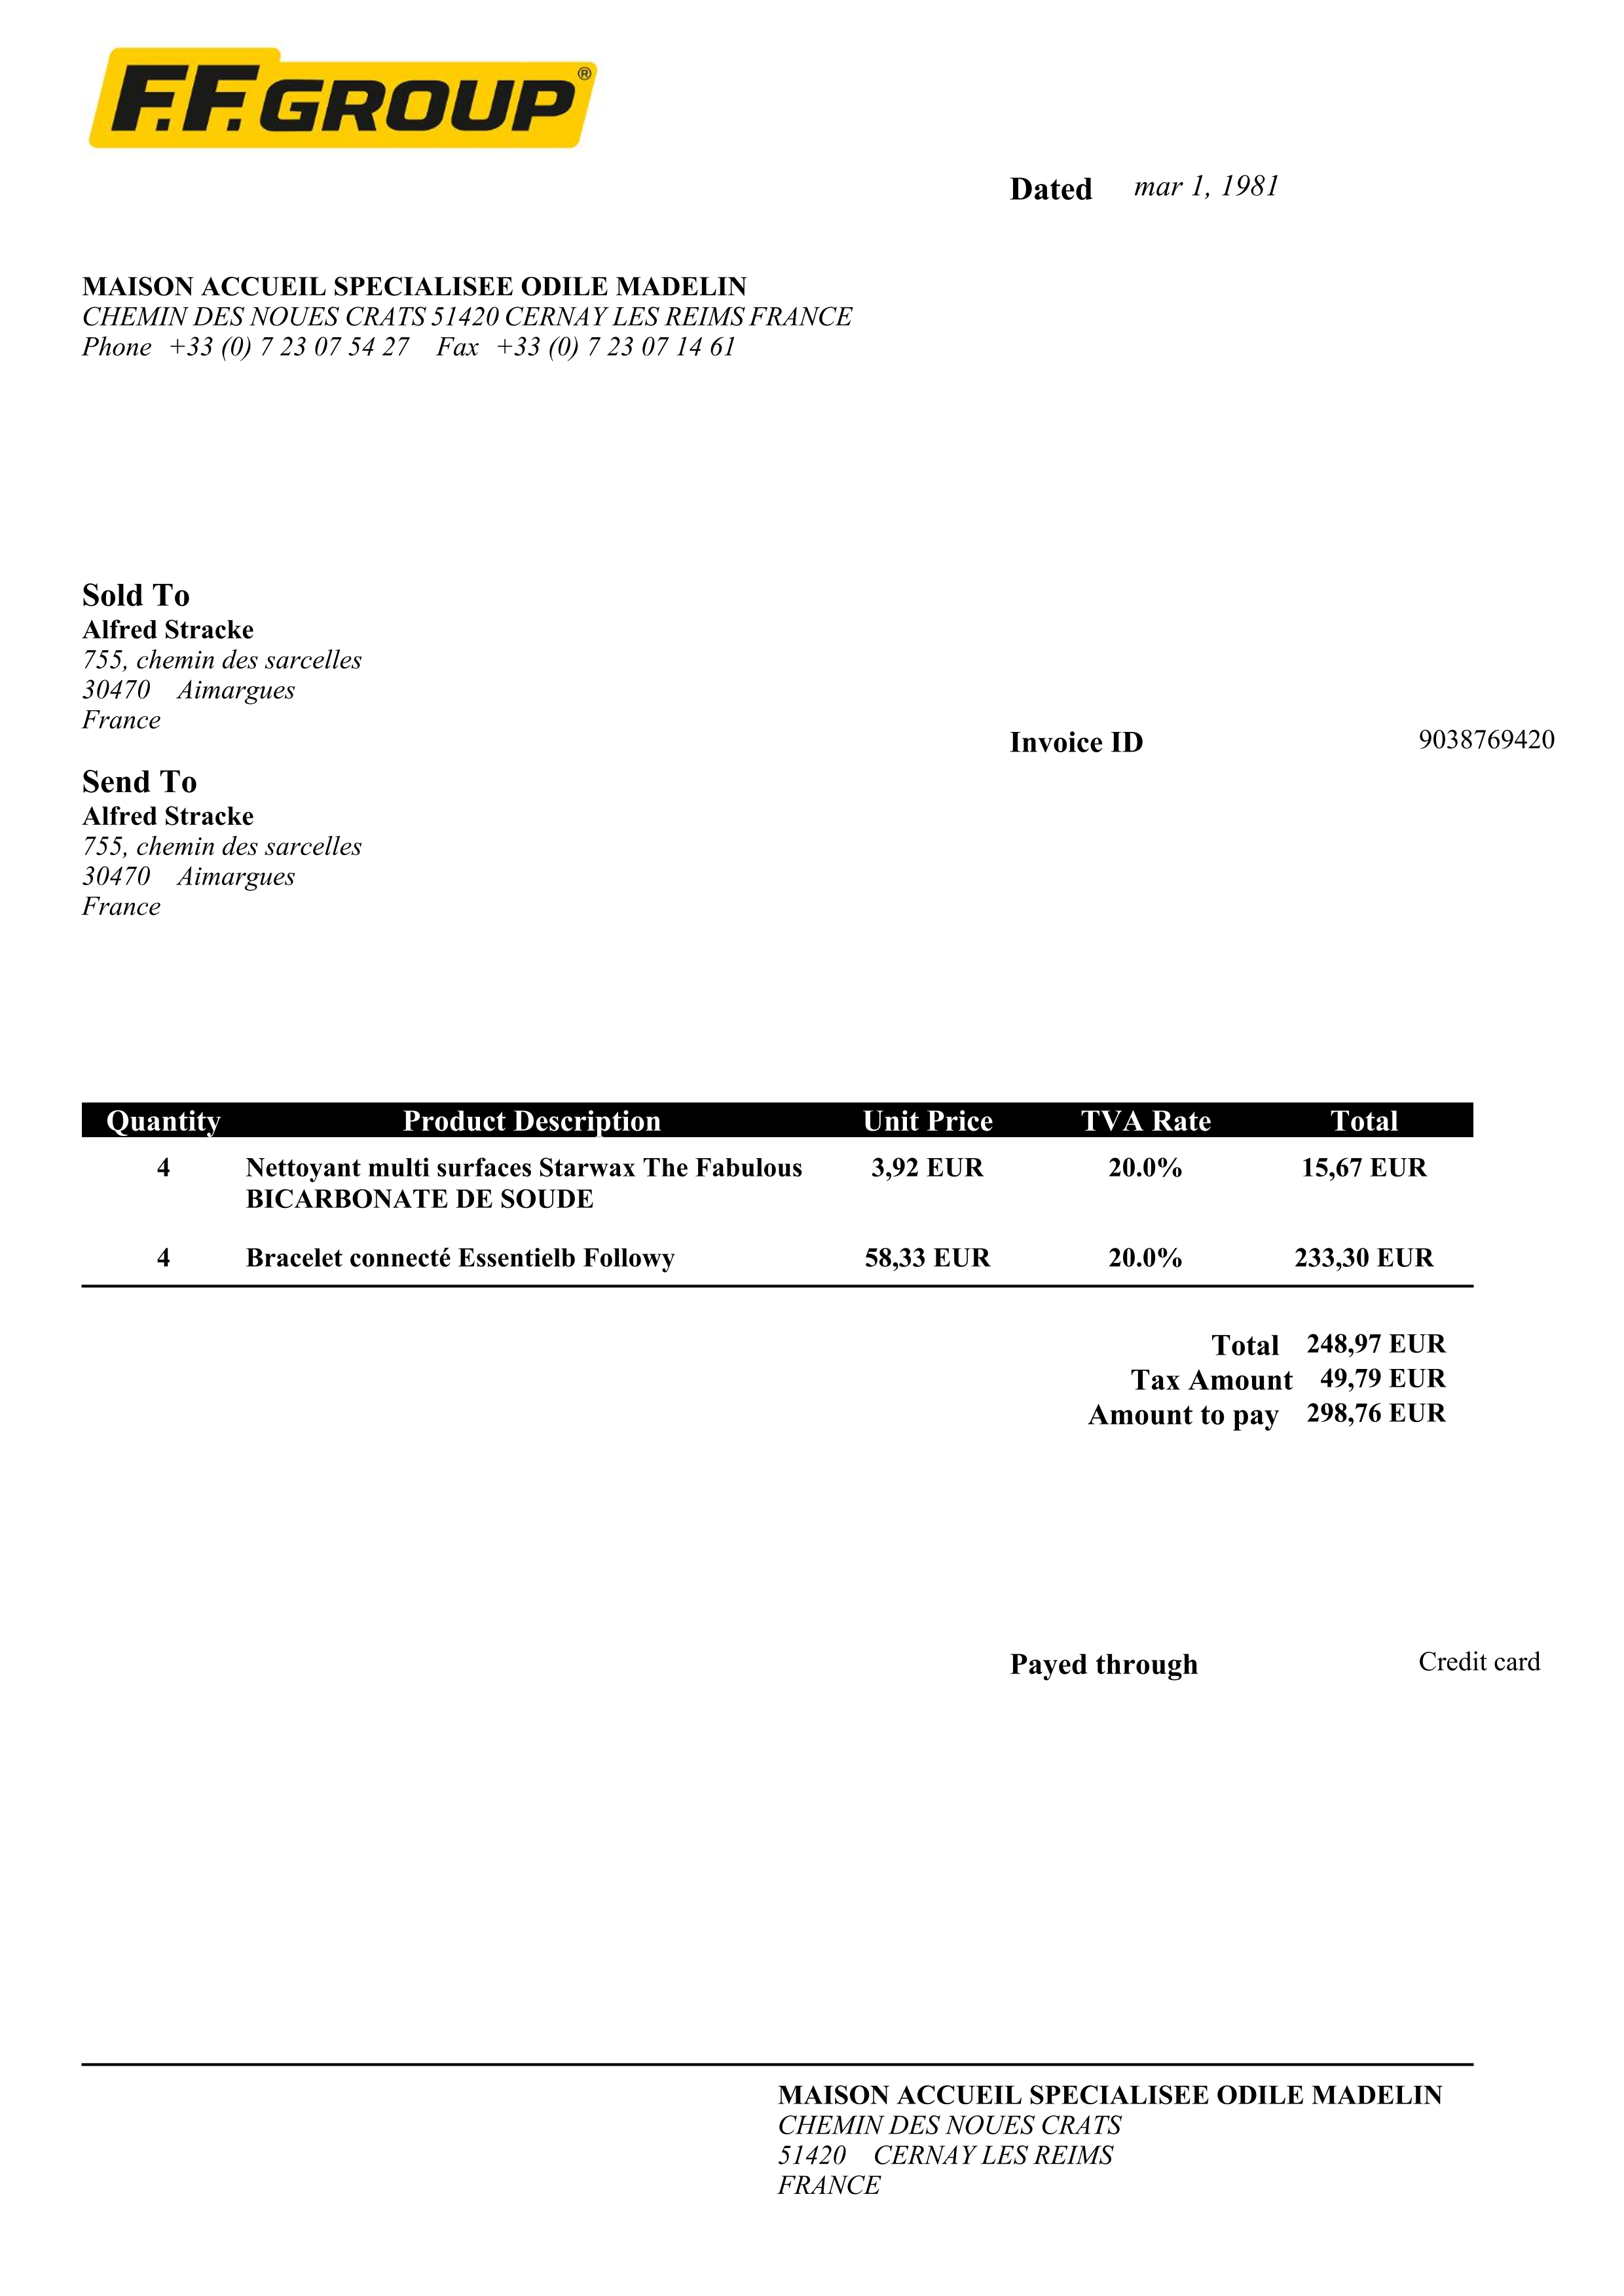 F.F. GROUP®
Dated mar 1, 1981
MAISON ACCUEIL SPECIALISEE ODILE MADELIN
CHEMIN DES NOUES CRATS 51420 CERNAY LES REIMS FRANCE
Phone +33 (0) 7 23 07 54 27 Fax +33 (0) 7 23 07 14 61
Sold To
Alfred Stracke
755, chemin des sarcelles
30470 Aimargues
France
Invoice ID 9038769420
Send To
Alfred Stracke
755, chemin des sarcelles
30470 Aimargues
France
Quantity Product Description Unit Price TVA Rate Total
4 Nettoyant multi surfaces Starwax The Fabulous 3,92 EUR 20.0% 15,67 EUR
BICARBONATE DE SOUDE
4 Bracelet connecté Essentielb Followy 58,33 EUR 20.0% 233,30 EUR
Total 248,97 EUR
Tax Amount 49,79 EUR
Amount to pay 298,76 EUR
Payed through Credit card
MAISON ACCUEIL SPECIALISEE ODILE MADELIN
CHEMIN DES NOUES CRATS
51420 CERNAY LES REIMS
FRANCE